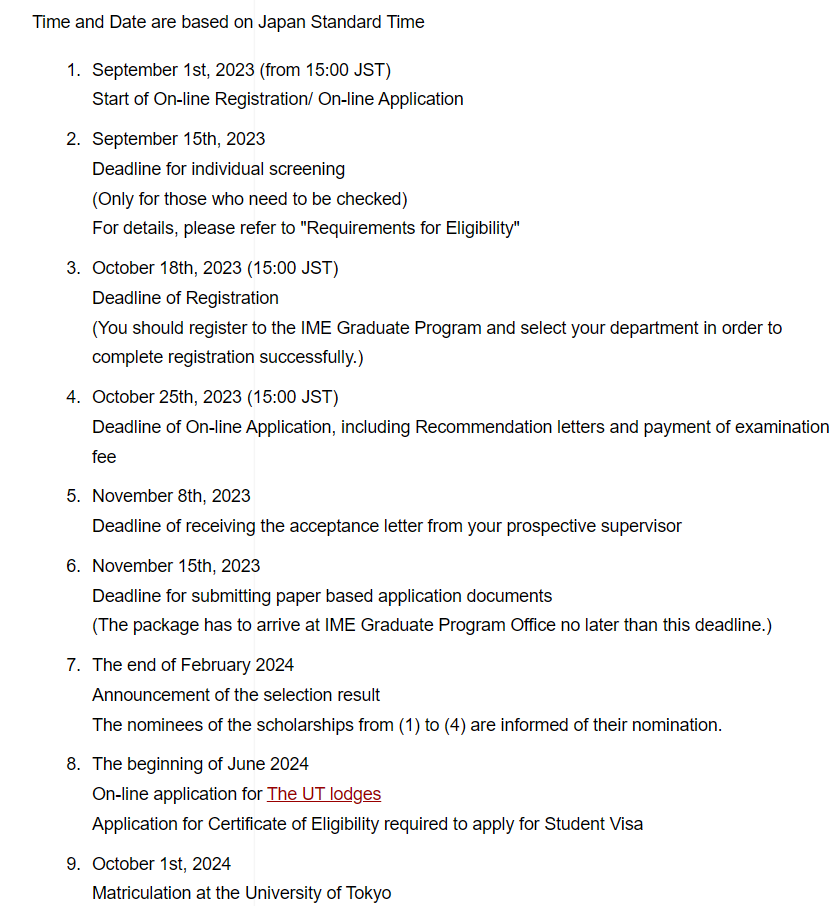 Time and Date are based on Japan Standard Time
1. September 1st, 2023 (from 15:00 JST)
Start of On-line Registration/ On-line Application
2. September 15th, 2023
Deadline for individual screening
(Only for those who need to be checked)
For details, please refer to "Requirements for Eligibility"
3. October 18th, 2023 (15:00 JST)
Deadline of Registration
(You should register to the IME Graduate Program and select your department in order to
complete registration successfully.)
4. October 25th, 2023 (15:00 JST)
Deadline of On-line Application, including Recommendation letters and payment of examination
fee
5. November 8th, 2023
Deadline of receiving the acceptance letter from your prospective supervisor
6. November 15th, 2023
Deadline for submitting paper based application documents
(The package has to arrive at IME Graduate Program Office no later than this deadline.)
7. The end of February 2024
Announcement of the selection result
The nominees of the scholarships from (1) to (4) are informed of their nomination.
8. The beginning of June 2024
On-line application for The UT lodges
Application for Certificate of Eligibility required to apply for Student Visa
9. October 1st, 2024
Matriculation at the University of Tokyo